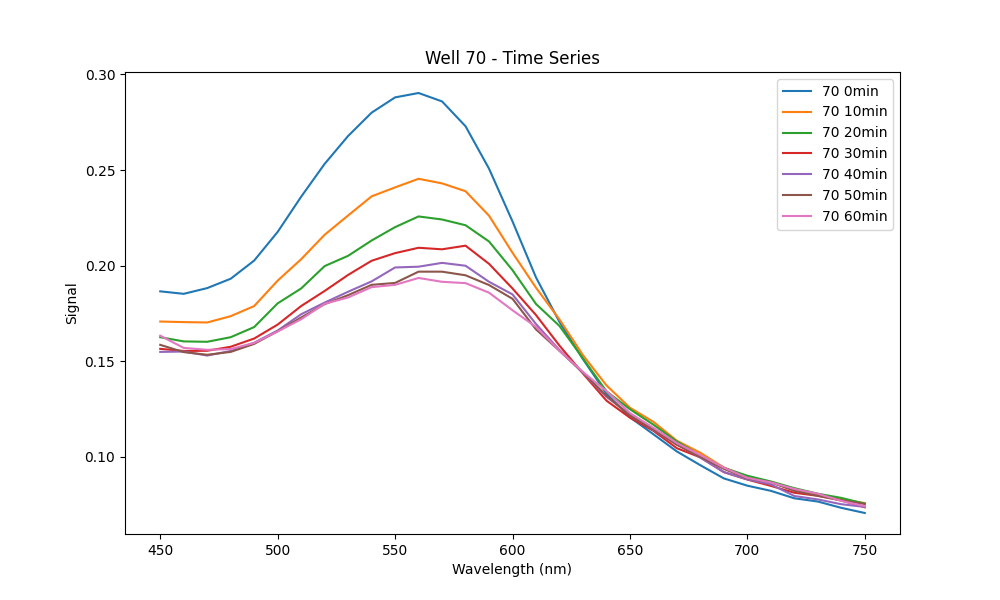 Well 70 - Time Series
0.30
0.25
0.20
0.15
0.10
Signal
70 0min
70 10min
70 20min
70 30min
70 40min
70 50min
70 60min
450 500 550 600 650 700 750
Wavelength (nm)